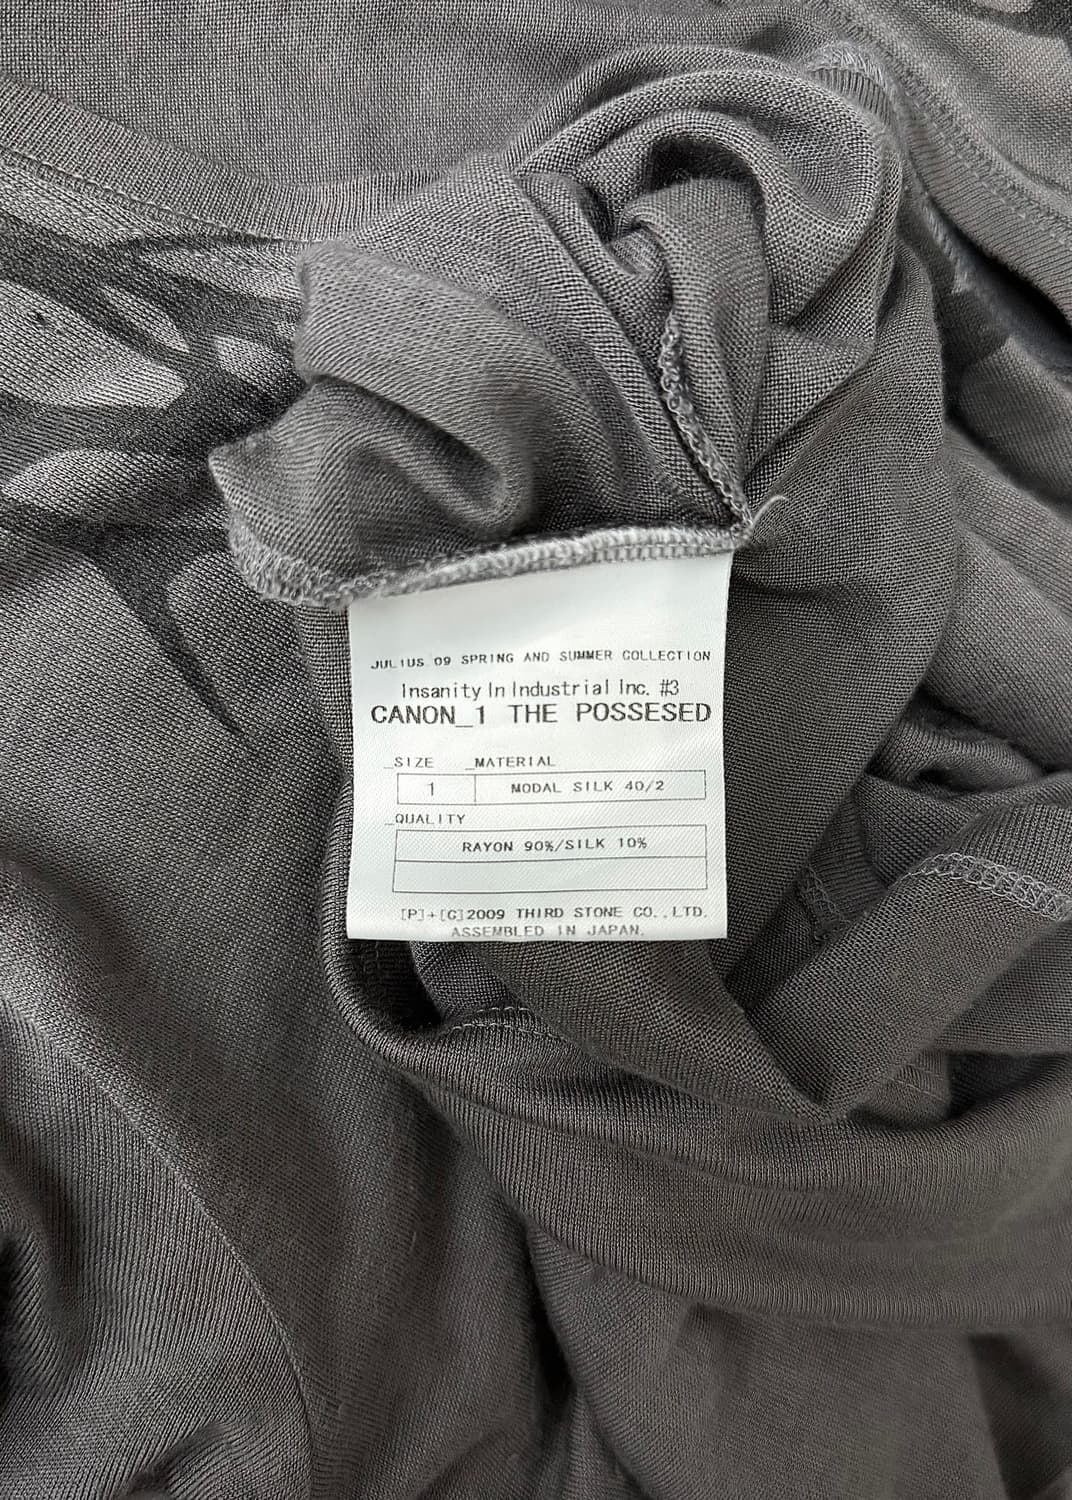 JULIUS 09 SPRING AND SUMMER COLLECTION
Insanity In Industrial Inc. #3
CANON_1 THE POSSESED
_SIZE _MATERIAL
1 MODAL SILK 40/2
_QUALITY
RAYON 90%/SILK 10%
[P]+[C]2009 THIRD STONE CO.,LTD.
ASSEMBLED IN JAPAN.